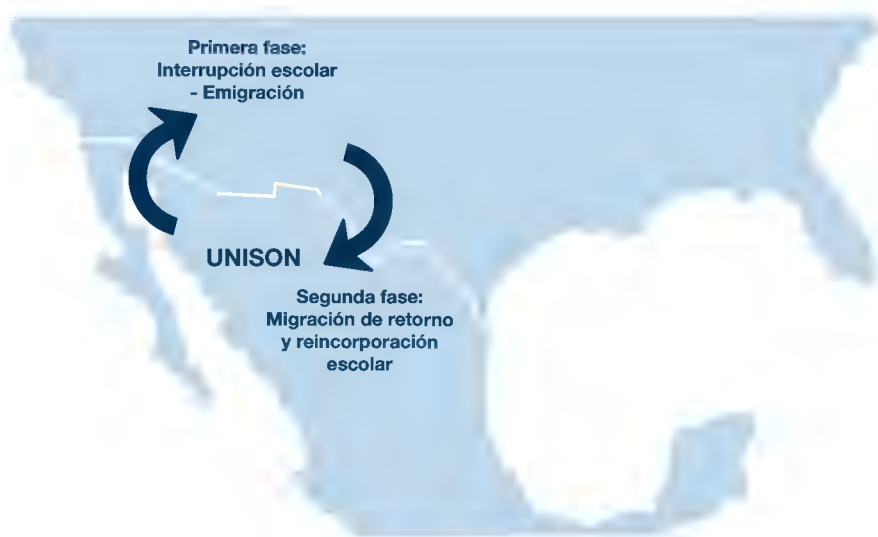 Primera fase:
Interrupción escolar
- Emigración
UNISON
Segunda fase:
Migración de retorno
y reincorporación
escolar